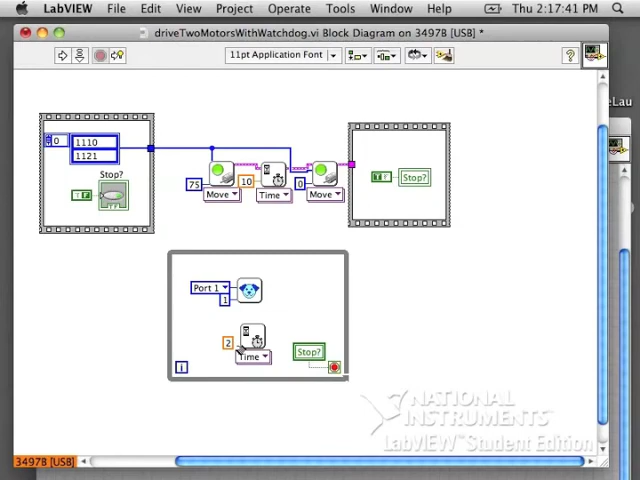 LabVIEW File Edit View Project Operate Tools Window Help Thu 2:17:41 PM
driveTwoMotorsWithWatchdog.vi Block Diagram on 3497B [USB] *
11pt Application Font
?
eLau
0
1110
1121
Stop?
T F
75
Move
10
Time
0
Move
T F
Stop?
Port 1
1
2
Time
Stop?
i
NATIONAL
INSTRUMENTS
LabVIEW™ Student Edition
3497B [USB]